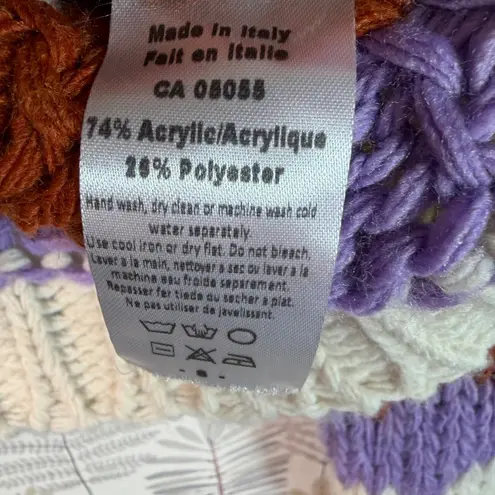 Made in Italy
Fait en Italie
CA 05055
74% Acrylic/Acrylique
26% Polyester
Hand wash, dry clean or machine wash cold
water separately.
Use cool iron or dry flat. Do not bleach.
Laver a la main, nettoyer a sec ou laver a la
machine eau froide separement.
Repasser fer tiede ou secher a plat.
Ne pas utiliser de javelissant.